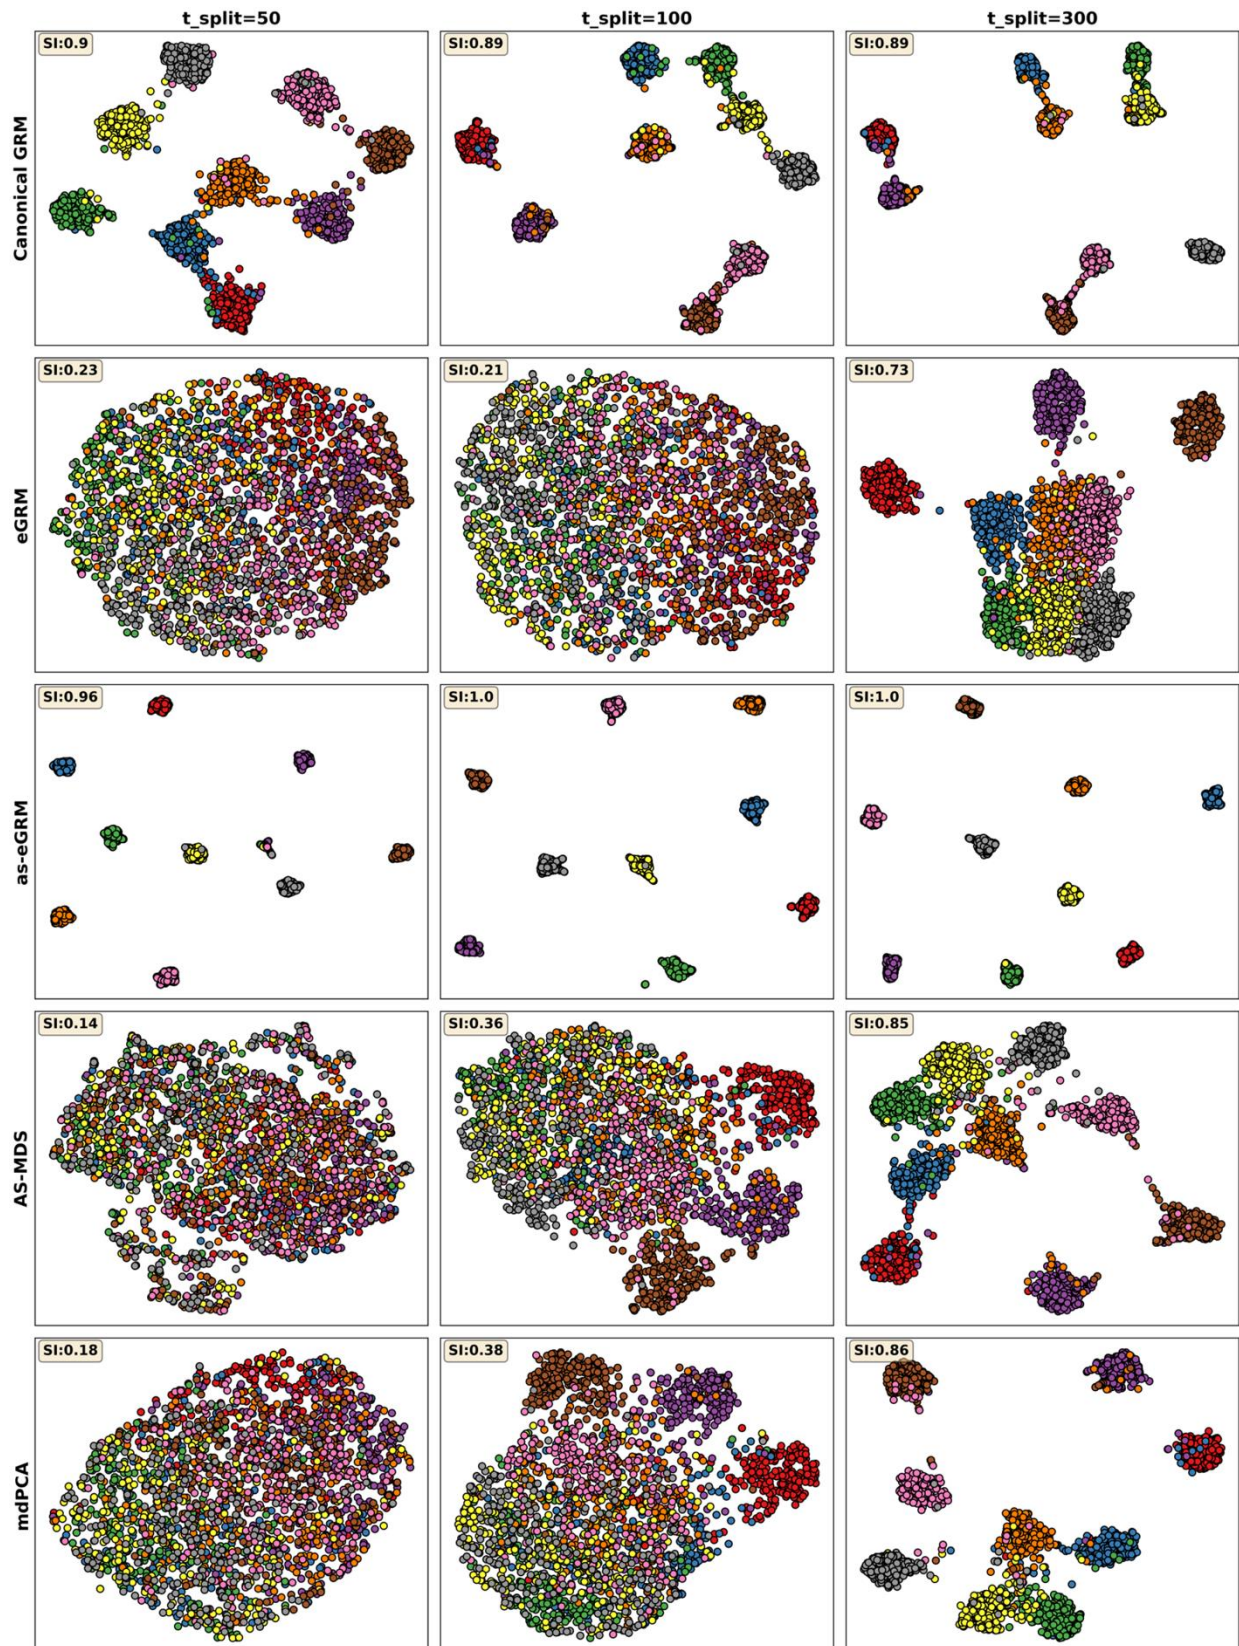 t_split=50 t_split=100 t_split=300
Canonical GRM
SI:0.9 SI:0.89 SI:0.89
eGRM
SI:0.23 SI:0.21 SI:0.73
as-eGRM
SI:0.96 SI:1.0 SI:1.0
AS-MDS
SI:0.14 SI:0.36 SI:0.85
mdPCA
SI:0.18 SI:0.38 SI:0.86